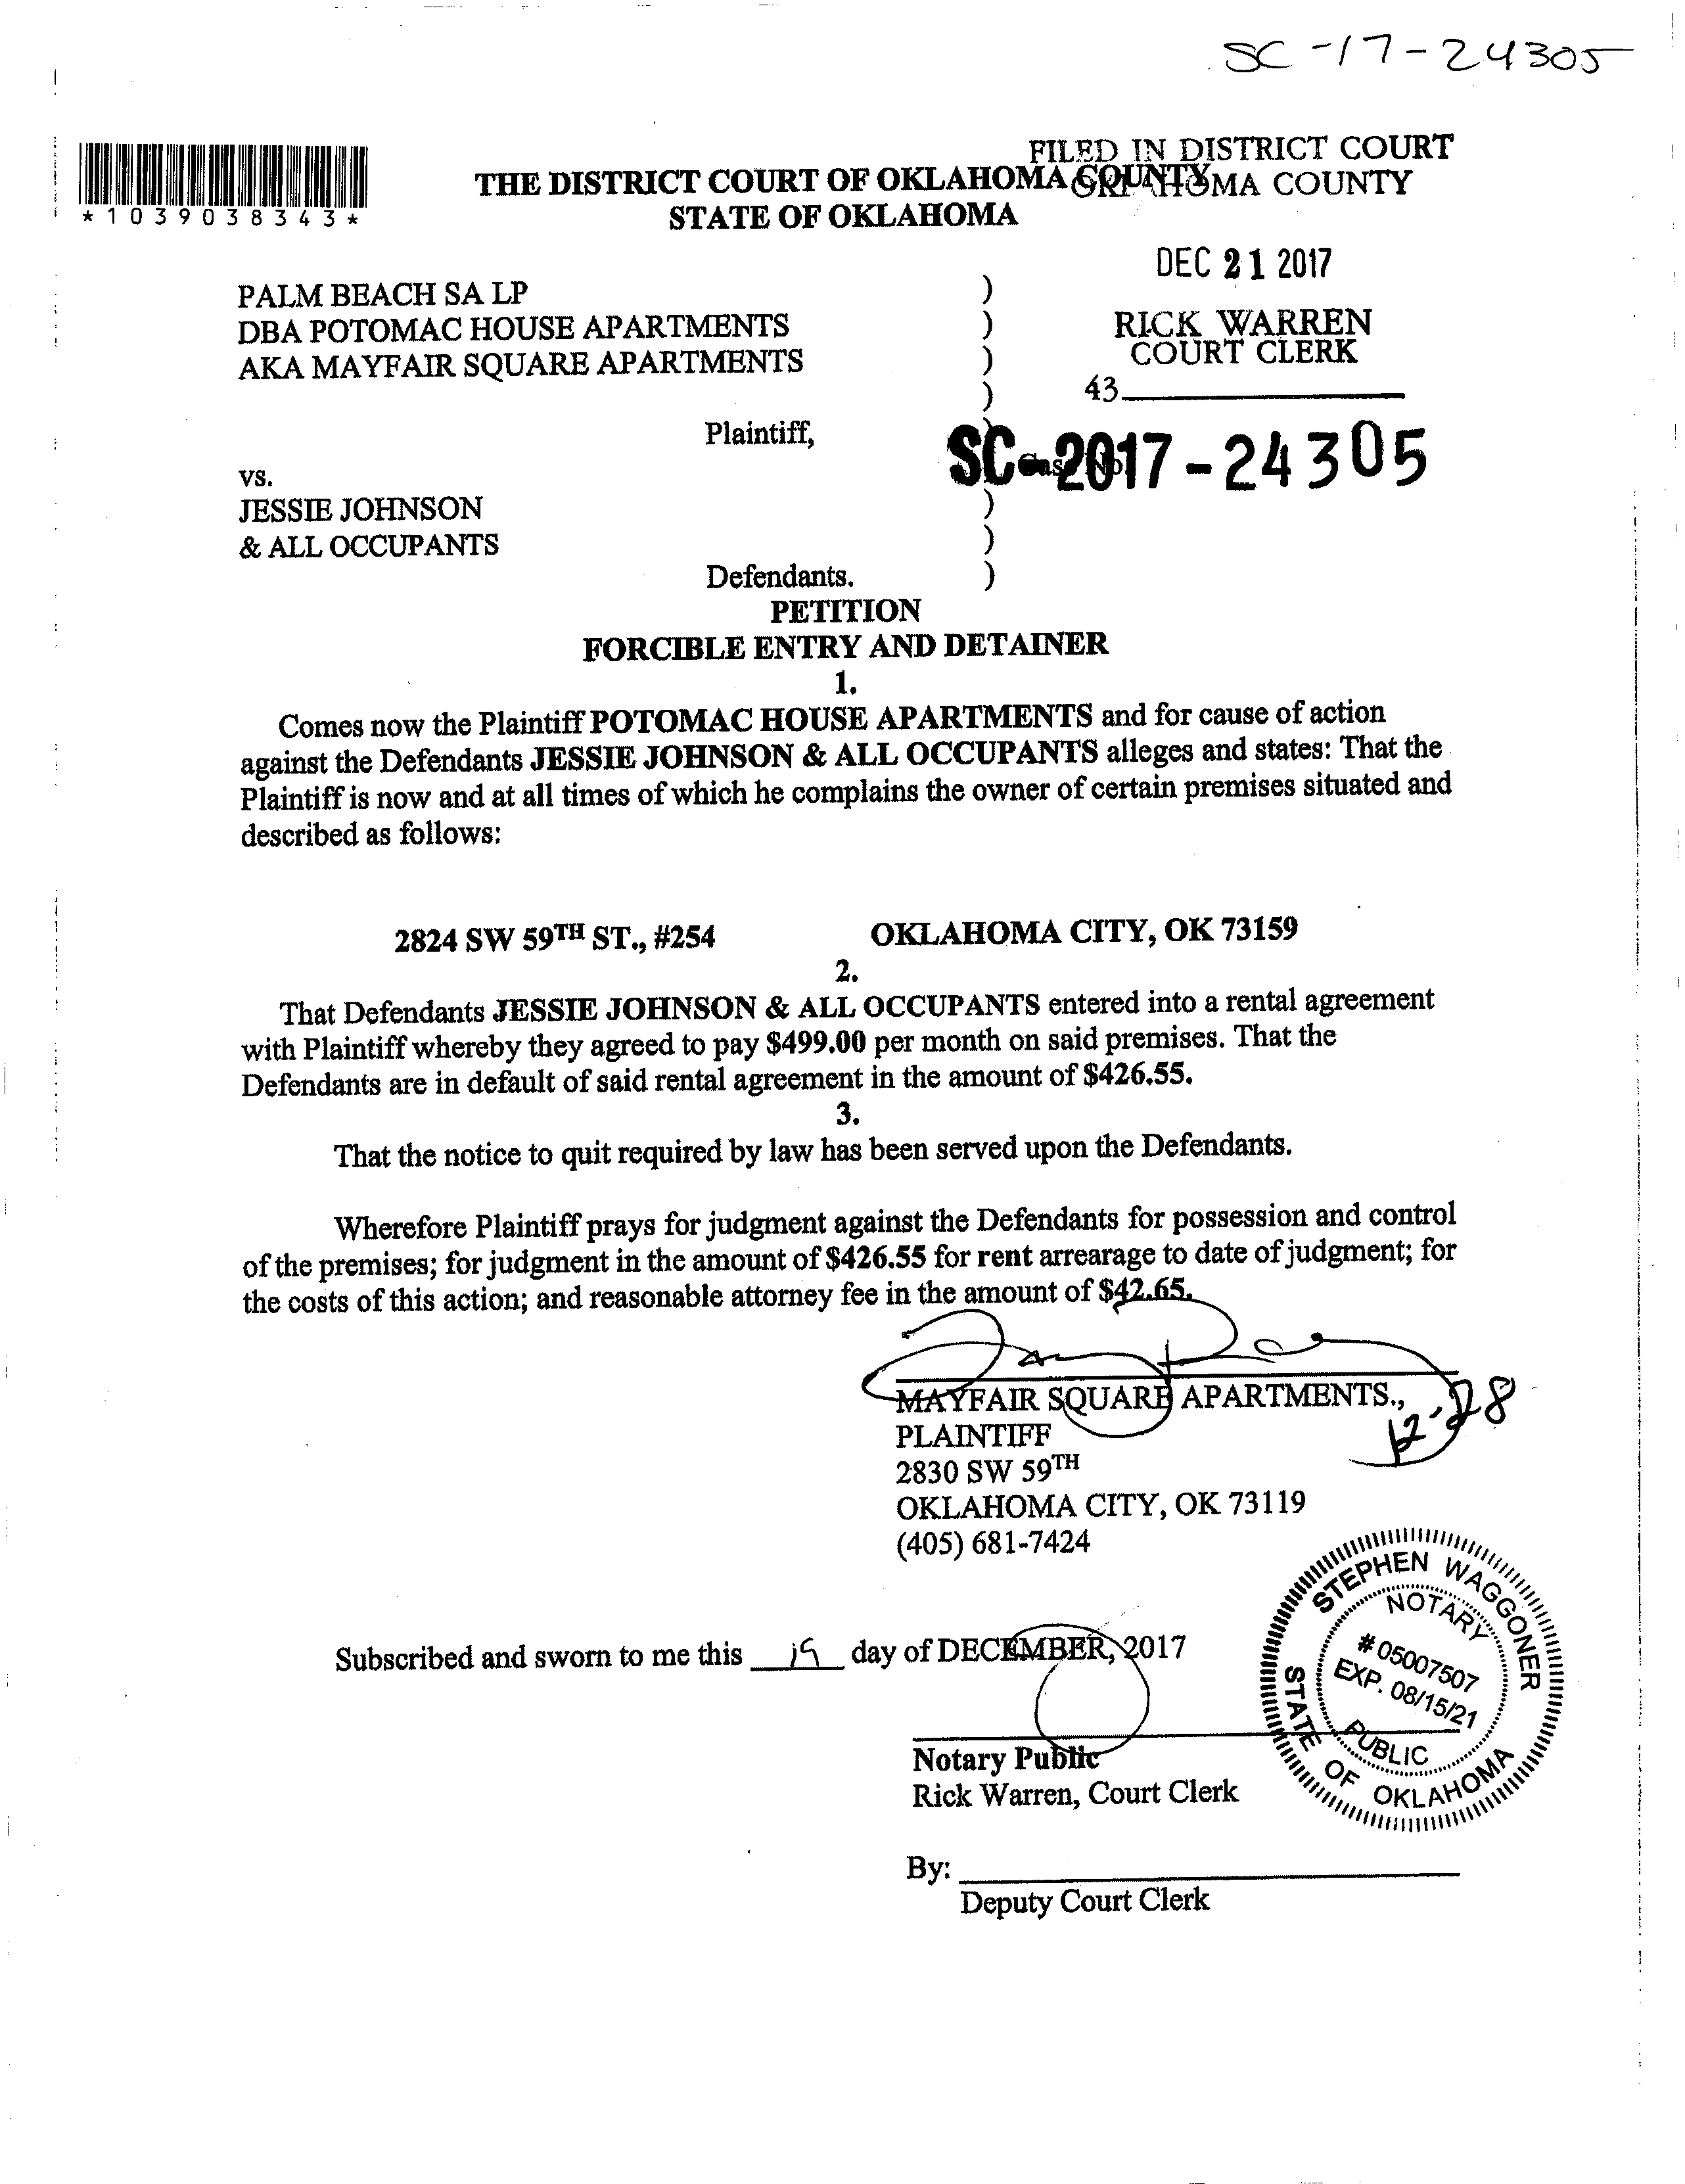 SC-17-24305
*1039038343*
FILED IN DISTRICT COURT
OKLAHOMA COUNTY
THE DISTRICT COURT OF OKLAHOMA COUNTY
STATE OF OKLAHOMA
DEC 21 2017
PALM BEACH SA LP )
DBA POTOMAC HOUSE APARTMENTS )
AKA MAYFAIR SQUARE APARTMENTS )
)
RICK WARREN
COURT CLERK
43
Plaintiff, )
SC-2017-24305
Case No.
vs.
JESSIE JOHNSON )
& ALL OCCUPANTS )
Defendants. )
PETITION
FORCIBLE ENTRY AND DETAINER
1.
Comes now the Plaintiff POTOMAC HOUSE APARTMENTS and for cause of action
against the Defendants JESSIE JOHNSON & ALL OCCUPANTS alleges and states: That the
Plaintiff is now and at all times of which he complains the owner of certain premises situated and
described as follows:
2824 SW 59TH ST., #254 OKLAHOMA CITY, OK 73159
2.
That Defendants JESSIE JOHNSON & ALL OCCUPANTS entered into a rental agreement
with Plaintiff whereby they agreed to pay $499.00 per month on said premises. That the
Defendants are in default of said rental agreement in the amount of $426.55.
3.
That the notice to quit required by law has been served upon the Defendants.
Wherefore Plaintiff prays for judgment against the Defendants for possession and control
of the premises; for judgment in the amount of $426.55 for rent arrearage to date of judgment; for
the costs of this action; and reasonable attorney fee in the amount of $42.65.
MAYFAIR SQUARE APARTMENTS.,
12-28
PLAINTIFF
2830 SW 59TH
OKLAHOMA CITY, OK 73119
(405) 681-7424
STEPHEN WAGGONER
NOTARY
# 05007507
EXP. 08/15/21
PUBLIC
STATE OF OKLAHOMA
Subscribed and sworn to me this 19 day of DECEMBER, 2017
Notary Public
Rick Warren, Court Clerk
By:
Deputy Court Clerk